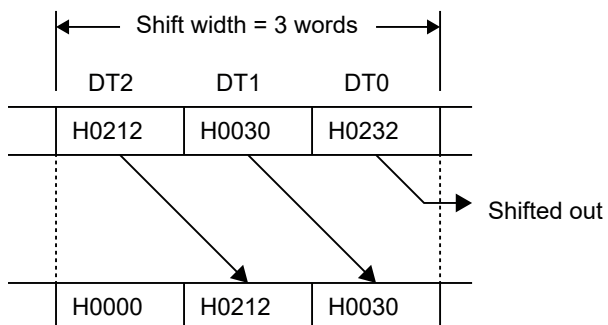 Shift width = 3 words
DT2 DT1 DT0
H0212 H0030 H0232
Shifted out
H0000 H0212 H0030